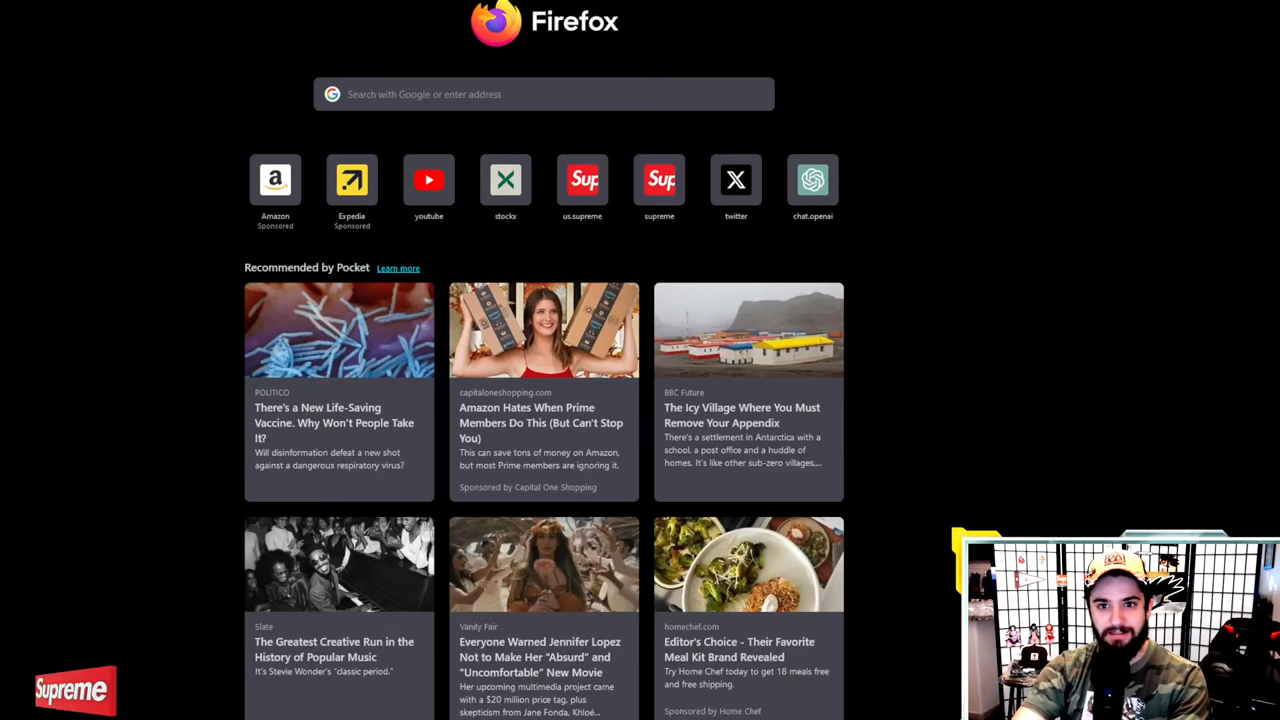 Firefox
Search with Google or enter address
Sup
Sup
Amazon
Sponsored
Expedia
Sponsored
youtube
stockx
us.supreme
supreme
twitter
chat.openai
Recommended by Pocket Learn more
POLITICO
There's a New Life-Saving
Vaccine. Why Won't People Take
It?
Will disinformation defeat a new shot
against a dangerous respiratory virus?
capitaloneshopping.com
Amazon Hates When Prime
Members Do This (But Can't Stop
You)
This can save tons of money on Amazon,
but most Prime members are ignoring it.
Sponsored by Capital One Shopping
BBC Future
The Icy Village Where You Must
Remove Your Appendix
There's a settlement in Antarctica with a
school, a post office and a huddle of
homes. It's like other sub-zero villages,...
Slate
The Greatest Creative Run in the
History of Popular Music
It's Stevie Wonder's "classic period."
Vanity Fair
Everyone Warned Jennifer Lopez
Not to Make Her "Absurd" and
"Uncomfortable" New Movie
Her upcoming multimedia project came
with a $20 million price tag, plus
skepticism from Jane Fonda, Khloé...
homechef.com
Editor's Choice - Their Favorite
Meal Kit Brand Revealed
Try Home Chef today to get 18 meals free
and free shipping.
Sponsored by Home Chef
Supreme